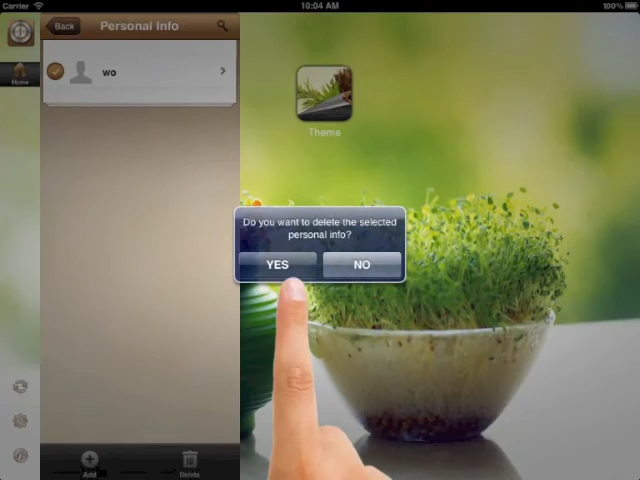 Carrier
10:04 AM
100%
Back
Personal Info
Home
wo
Theme
Do you want to delete the selected
personal info?
YES
NO
Add
Delete